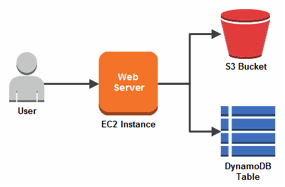 Web
Server
User
EC2 Instance
S3 Bucket
DynamoDB
Table